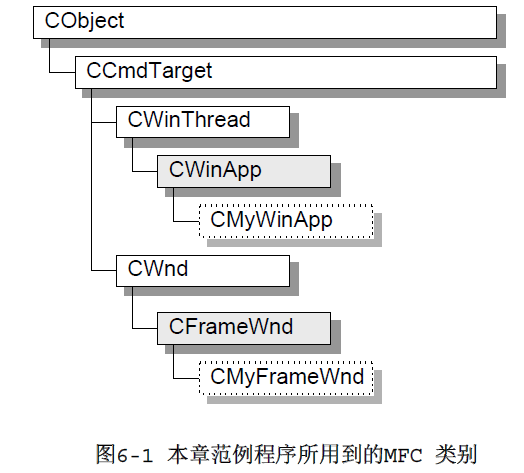 CObject
CCmdTarget
CWinThread
CWinApp
CMyWinApp
CWnd
CFrameWnd
CMyFrameWnd
图6-1 本章范例程序所用到的MFC 类别